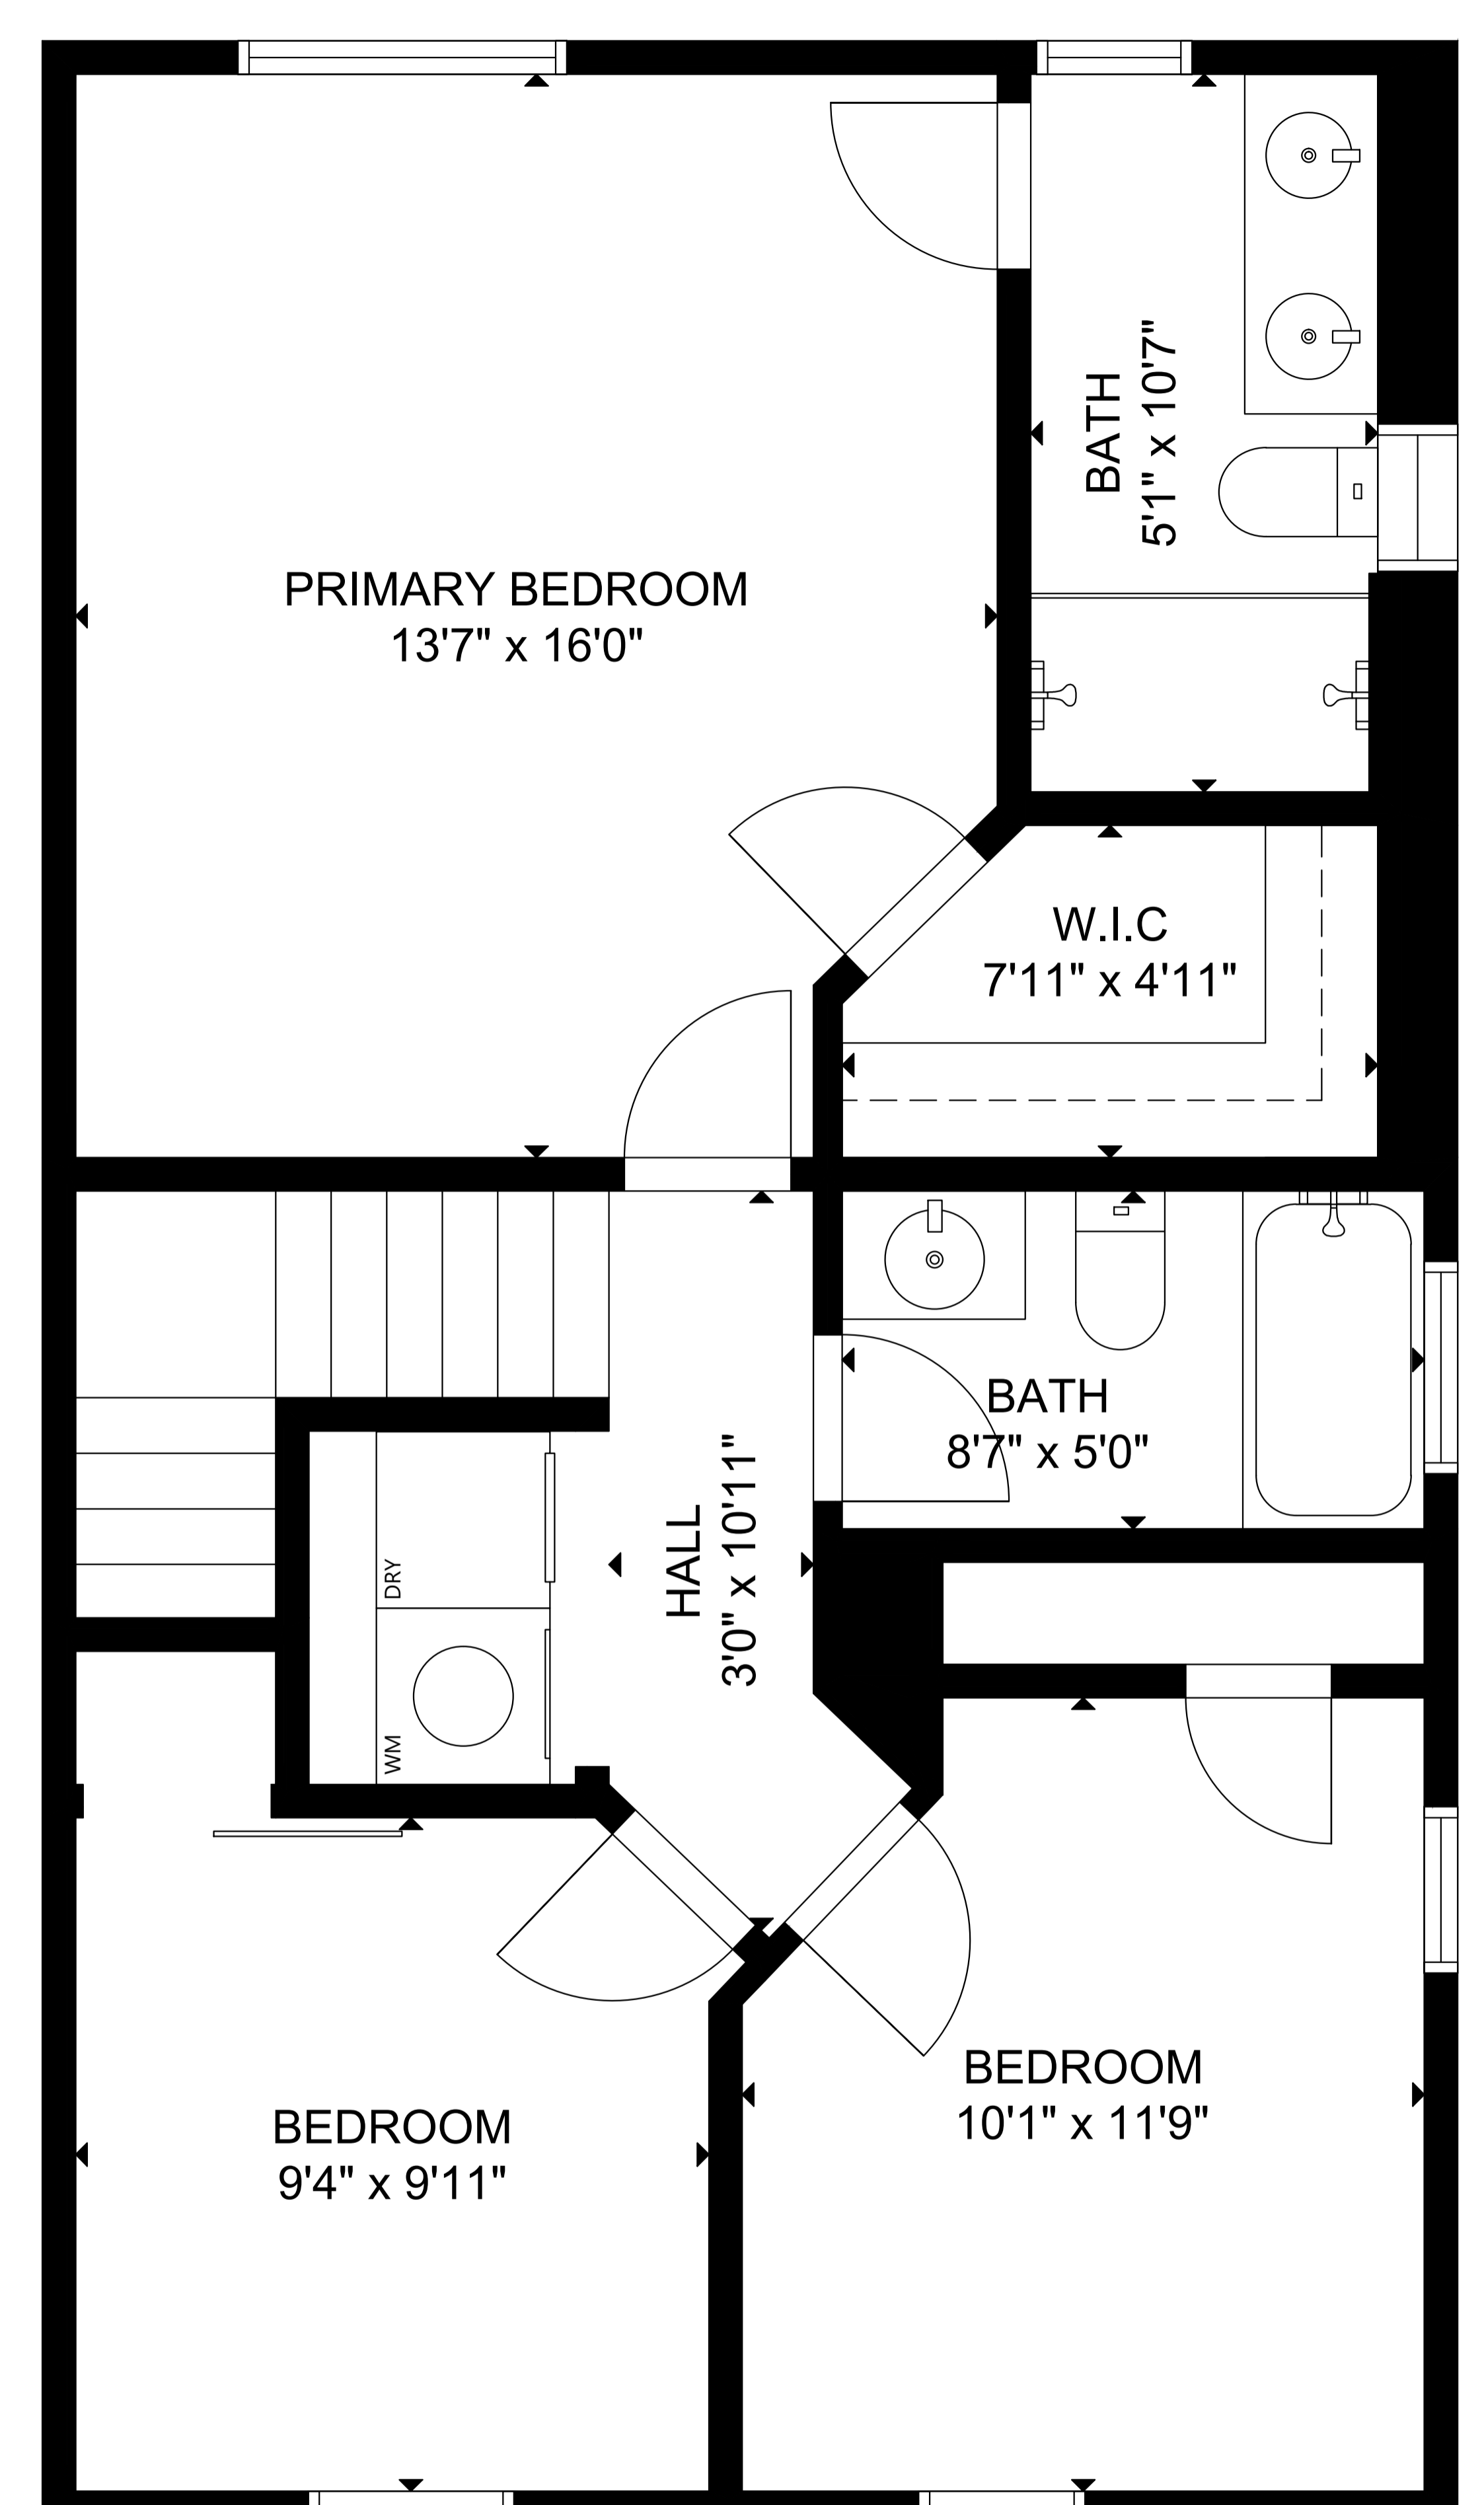 PRIMARY BEDROOM
13'7" x 16'0"
BATH
5'1" x 10'7"
W.I.C
7'11" x 4'11"
BATH
8'7" x 5'0"
HALL
3'0" x 10'11"
DRY
WM
BEDROOM
10'1" x 11'9"
BEDROOM
9'4" x 9'11"